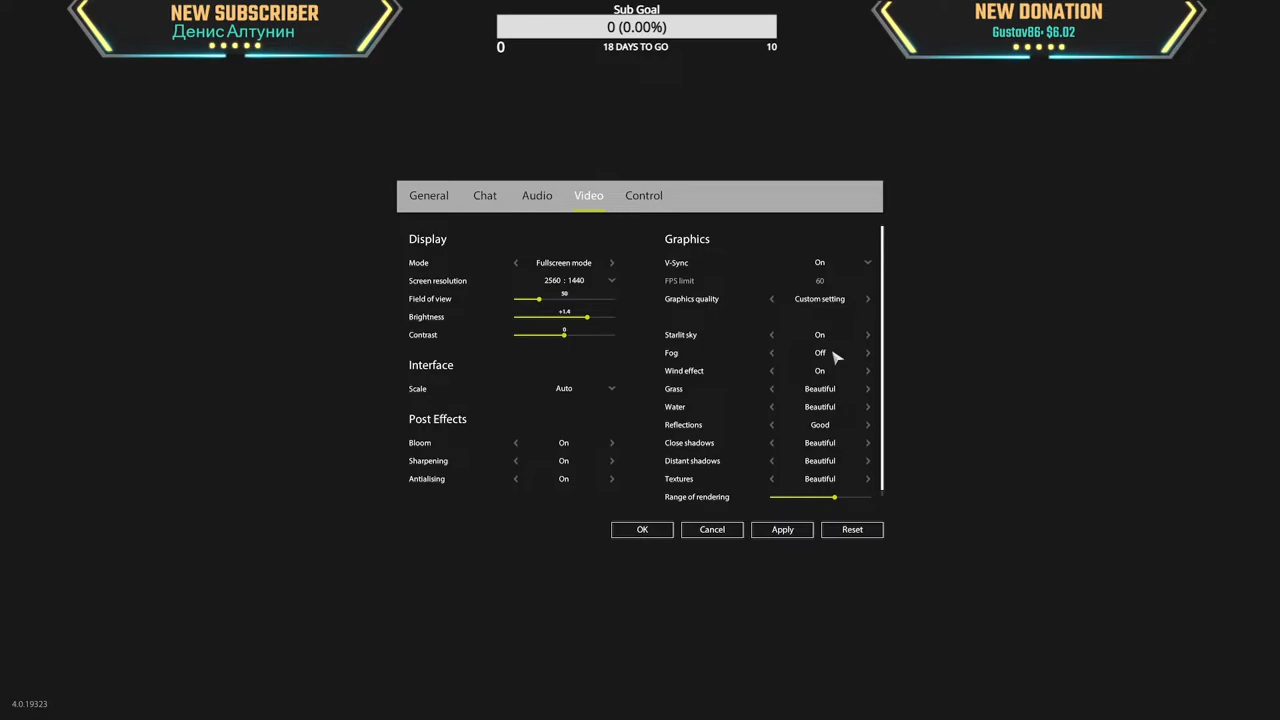 NEW SUBSCRIBER
Денис Алтунин
Sub Goal
0 (0.00%)
0 18 DAYS TO GO 10
NEW DONATION
Gustav86• $6.02
General Chat Audio Video Control
Display
Mode Fullscreen mode
Screen resolution 2560 : 1440
Field of view 50
Brightness +1.4
Contrast 0
Interface
Scale Auto
Post Effects
Bloom On
Sharpening On
Antialising On
Graphics
V-Sync On
FPS limit 60
Graphics quality Custom setting
Starlit sky On
Fog Off
Wind effect On
Grass Beautiful
Water Beautiful
Reflections Good
Close shadows Beautiful
Distant shadows Beautiful
Textures Beautiful
Range of rendering
OK Cancel Apply Reset
4.0.19323